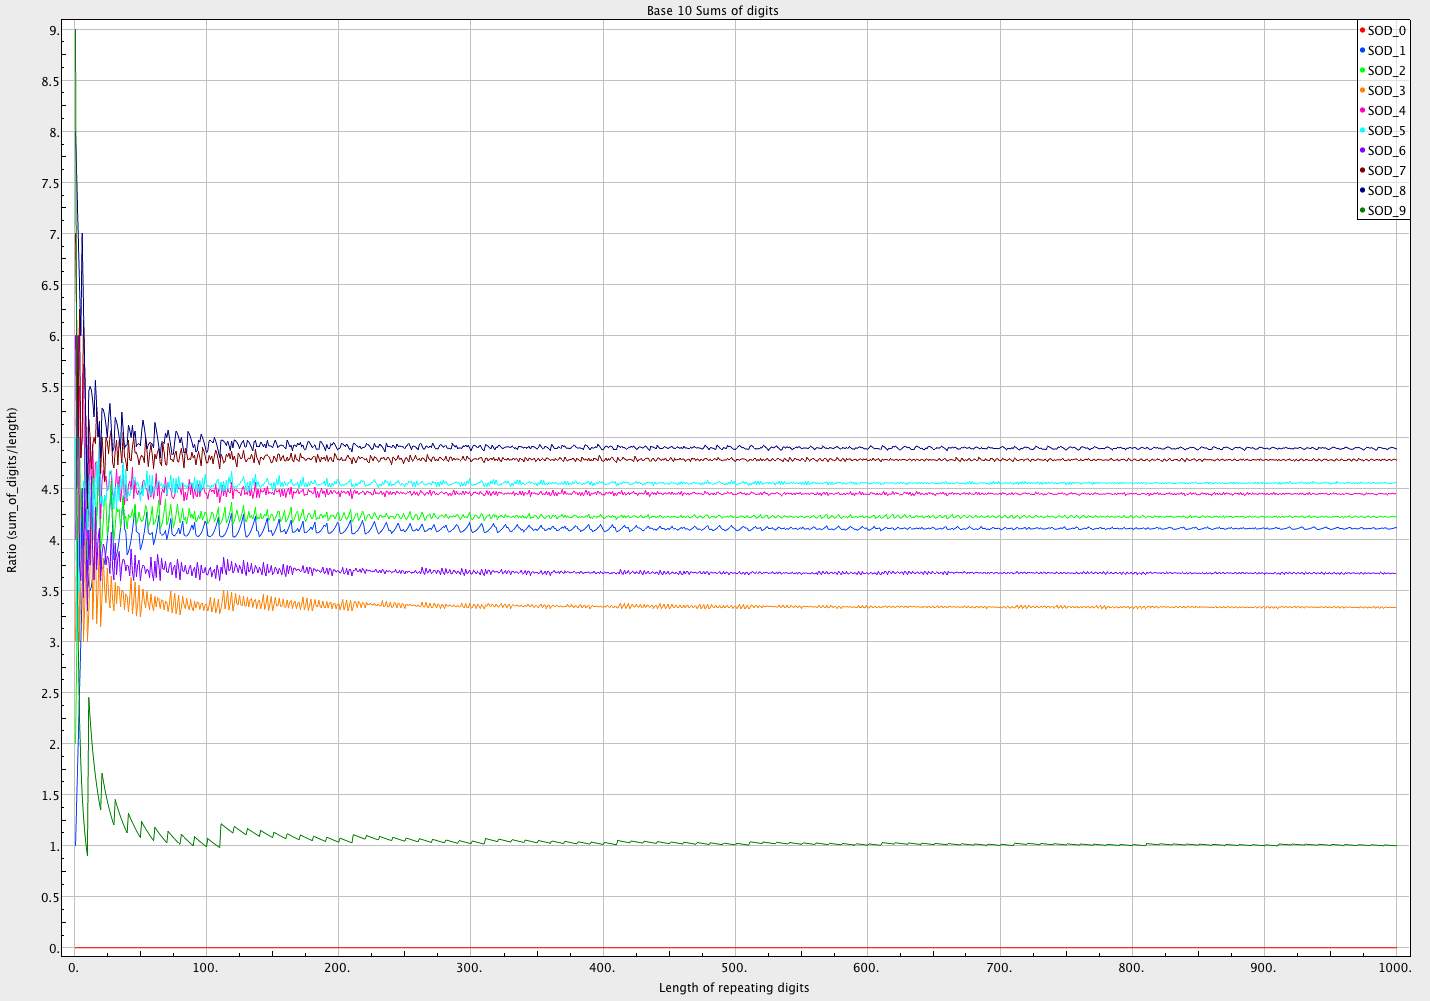 Base 10 Sums of digits
9.
8.5
8.
7.5
7.
6.5
6.
5.5
5.
4.5
4.
3.5
3.
2.5
2.
1.5
1.
0.5
0.
Ratio (sum_of_digits/length)
SOD_0
SOD_1
SOD_2
SOD_3
SOD_4
SOD_5
SOD_6
SOD_7
SOD_8
SOD_9
0. 100. 200. 300. 400. 500. 600. 700. 800. 900. 1000.
Length of repeating digits